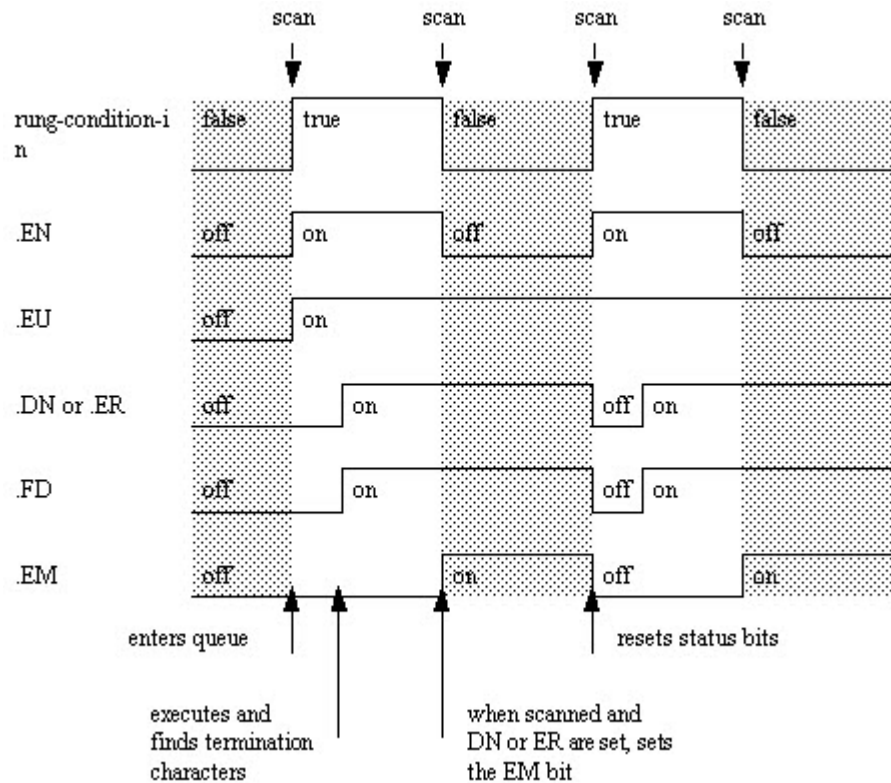 scan scan scan scan
rung-condition-i false true false true false
n
.EN off on off on off
.EU off on
.DN or .ER off on off on
.FD off on off on
.EM off on off on
enters queue resets status bits
executes and
finds termination
characters
when scanned and
DN or ER are set, sets
the EM bit